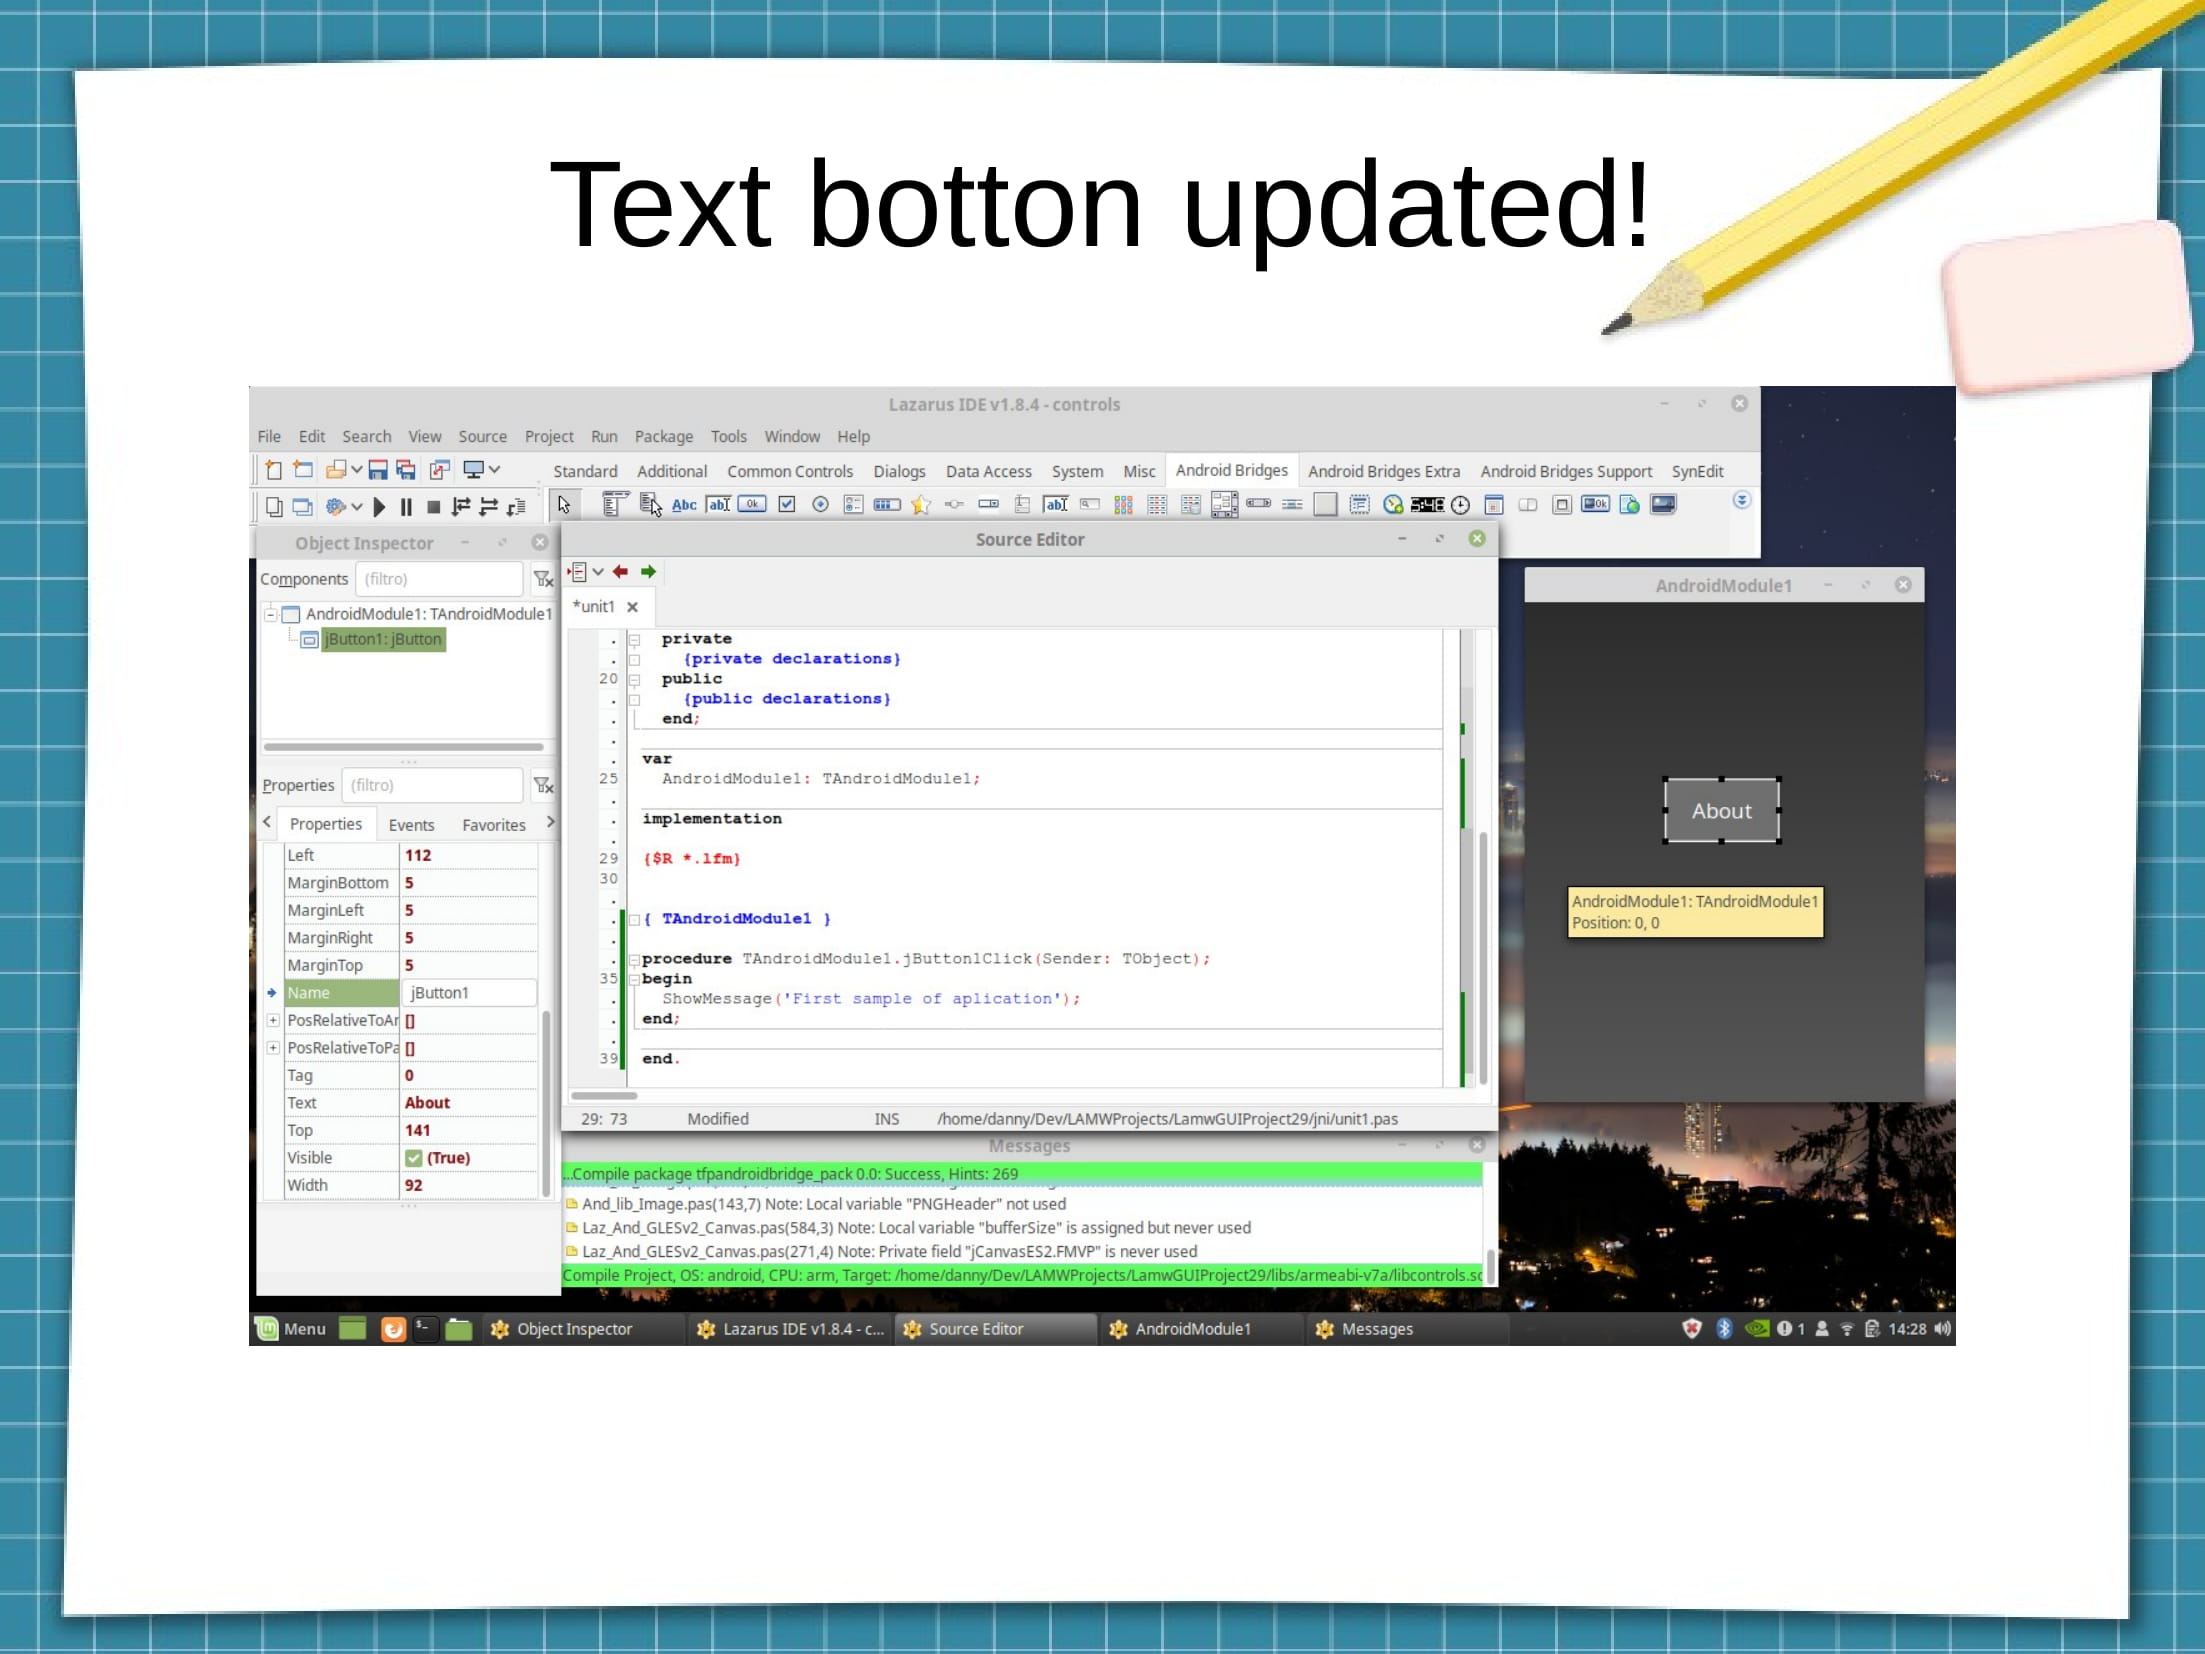 Text botton updated!
Lazarus IDE v1.8.4 - controls
File Edit Search View Source Project Run Package Tools Window Help
Standard Additional Common Controls Dialogs Data Access System Misc Android Bridges Android Bridges Extra Android Bridges Support SynEdit
Abc abI Ok abI Ok
Object Inspector
Components (filtro)
AndroidModule1: TAndroidModule1
jButton1: jButton
Properties (filtro)
Properties Events Favorites
Left 112
MarginBottom 5
MarginLeft 5
MarginRight 5
MarginTop 5
Name jButton1
PosRelativeToAr []
PosRelativeToPa []
Tag 0
Text About
Top 141
Visible (True)
Width 92
Source Editor
*unit1
private
{private declarations}
20 public
{public declarations}
end;
var
25 AndroidModule1: TAndroidModule1;
implementation
29 {$R *.lfm}
30
{ TAndroidModule1 }
procedure TAndroidModule1.jButton1Click(Sender: TObject);
35 begin
ShowMessage('First sample of aplication');
end;
39 end.
29: 73 Modified INS /home/danny/Dev/LAMWProjects/LamwGUIProject29/jni/unit1.pas
Messages
...Compile package tfpandroidbridge_pack 0.0: Success, Hints: 269
And_lib_Image.pas(143,7) Note: Local variable "PNGHeader" not used
Laz_And_GLESv2_Canvas.pas(584,3) Note: Local variable "bufferSize" is assigned but never used
Laz_And_GLESv2_Canvas.pas(271,4) Note: Private field "jCanvasES2.FMVP" is never used
Compile Project, OS: android, CPU: arm, Target: /home/danny/Dev/LAMWProjects/LamwGUIProject29/libs/armeabi-v7a/libcontrols.so
AndroidModule1
About
AndroidModule1: TAndroidModule1
Position: 0, 0
Menu Object Inspector Lazarus IDE v1.8.4 - c... Source Editor AndroidModule1 Messages 1 14:28